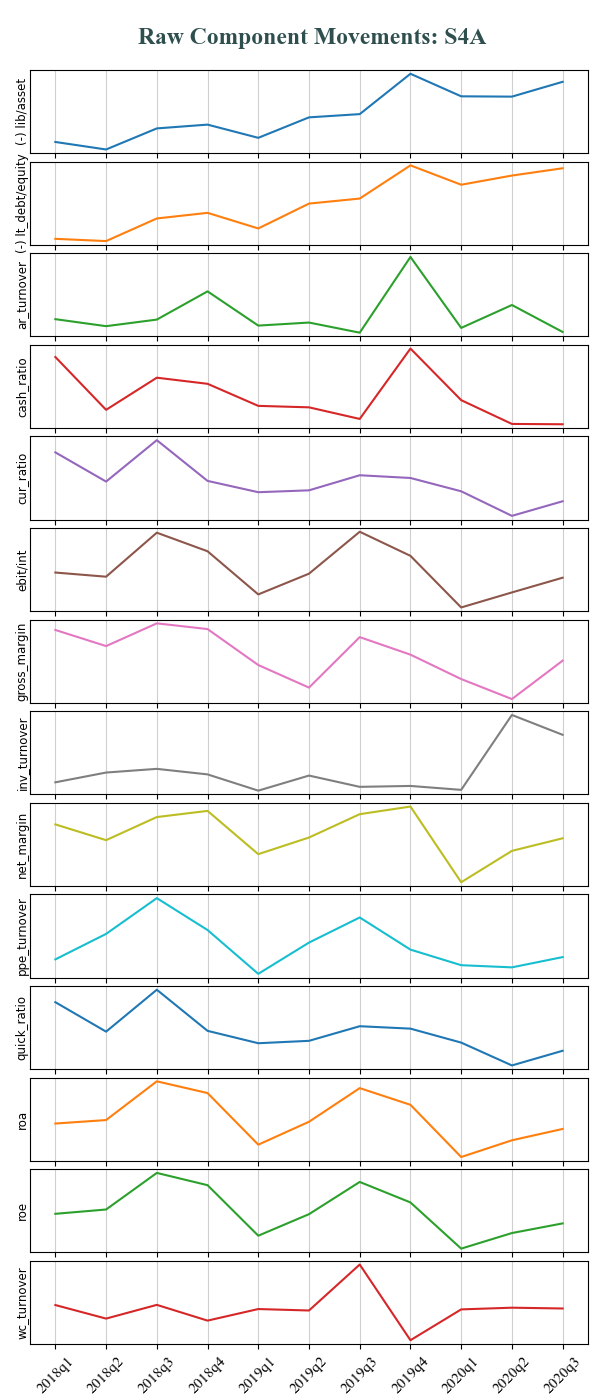 Raw Component Movements: S4A
(-) lib/asset
(-) lt_debt/equity
ar_turnover
cash_ratio
cur_ratio
ebit/int
gross_margin
inv_turnover
net_margin
ppe_turnover
quick_ratio
roa
roe
wc_turnover
2018q1 2018q2 2018q3 2018q4 2019q1 2019q2 2019q3 2019q4 2020q1 2020q2 2020q3